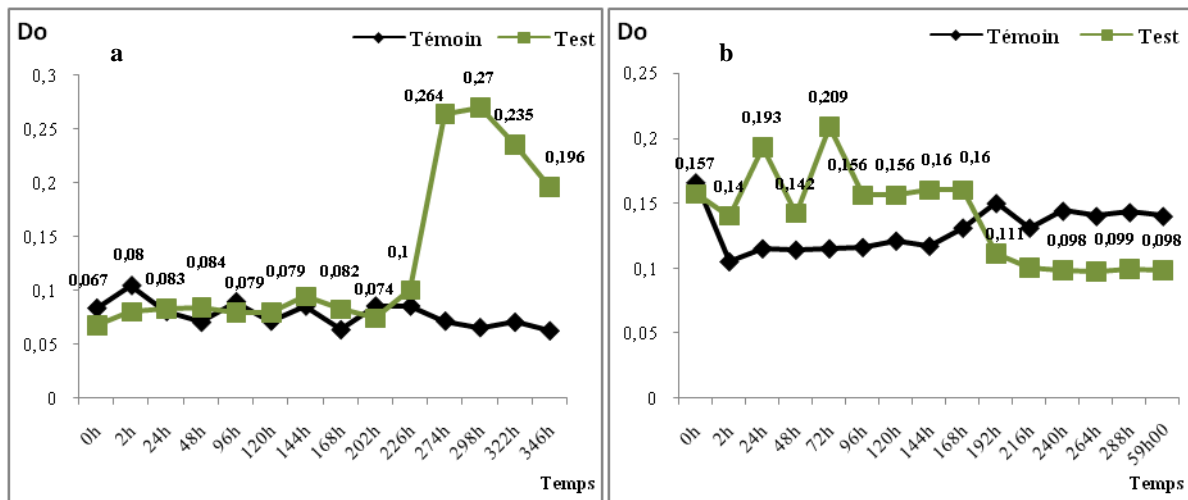 Do
a
Témoin
Test
0,3
0,25
0,2
0,15
0,1
0,05
0
0,067
0,08
0,083
0,084
0,079
0,079
0,082
0,074
0,1
0,264
0,27
0,235
0,196
0h
2h
24h
48h
96h
120h
144h
168h
202h
226h
274h
298h
322h
346h
Temps
Do
b
Témoin
Test
0,25
0,2
0,15
0,1
0,05
0
0,157
0,14
0,193
0,142
0,209
0,156
0,156
0,16
0,16
0,111
0,098
0,099
0,098
0h
2h
24h
48h
72h
96h
120h
144h
168h
192h
216h
240h
264h
288h
59h00
Temps